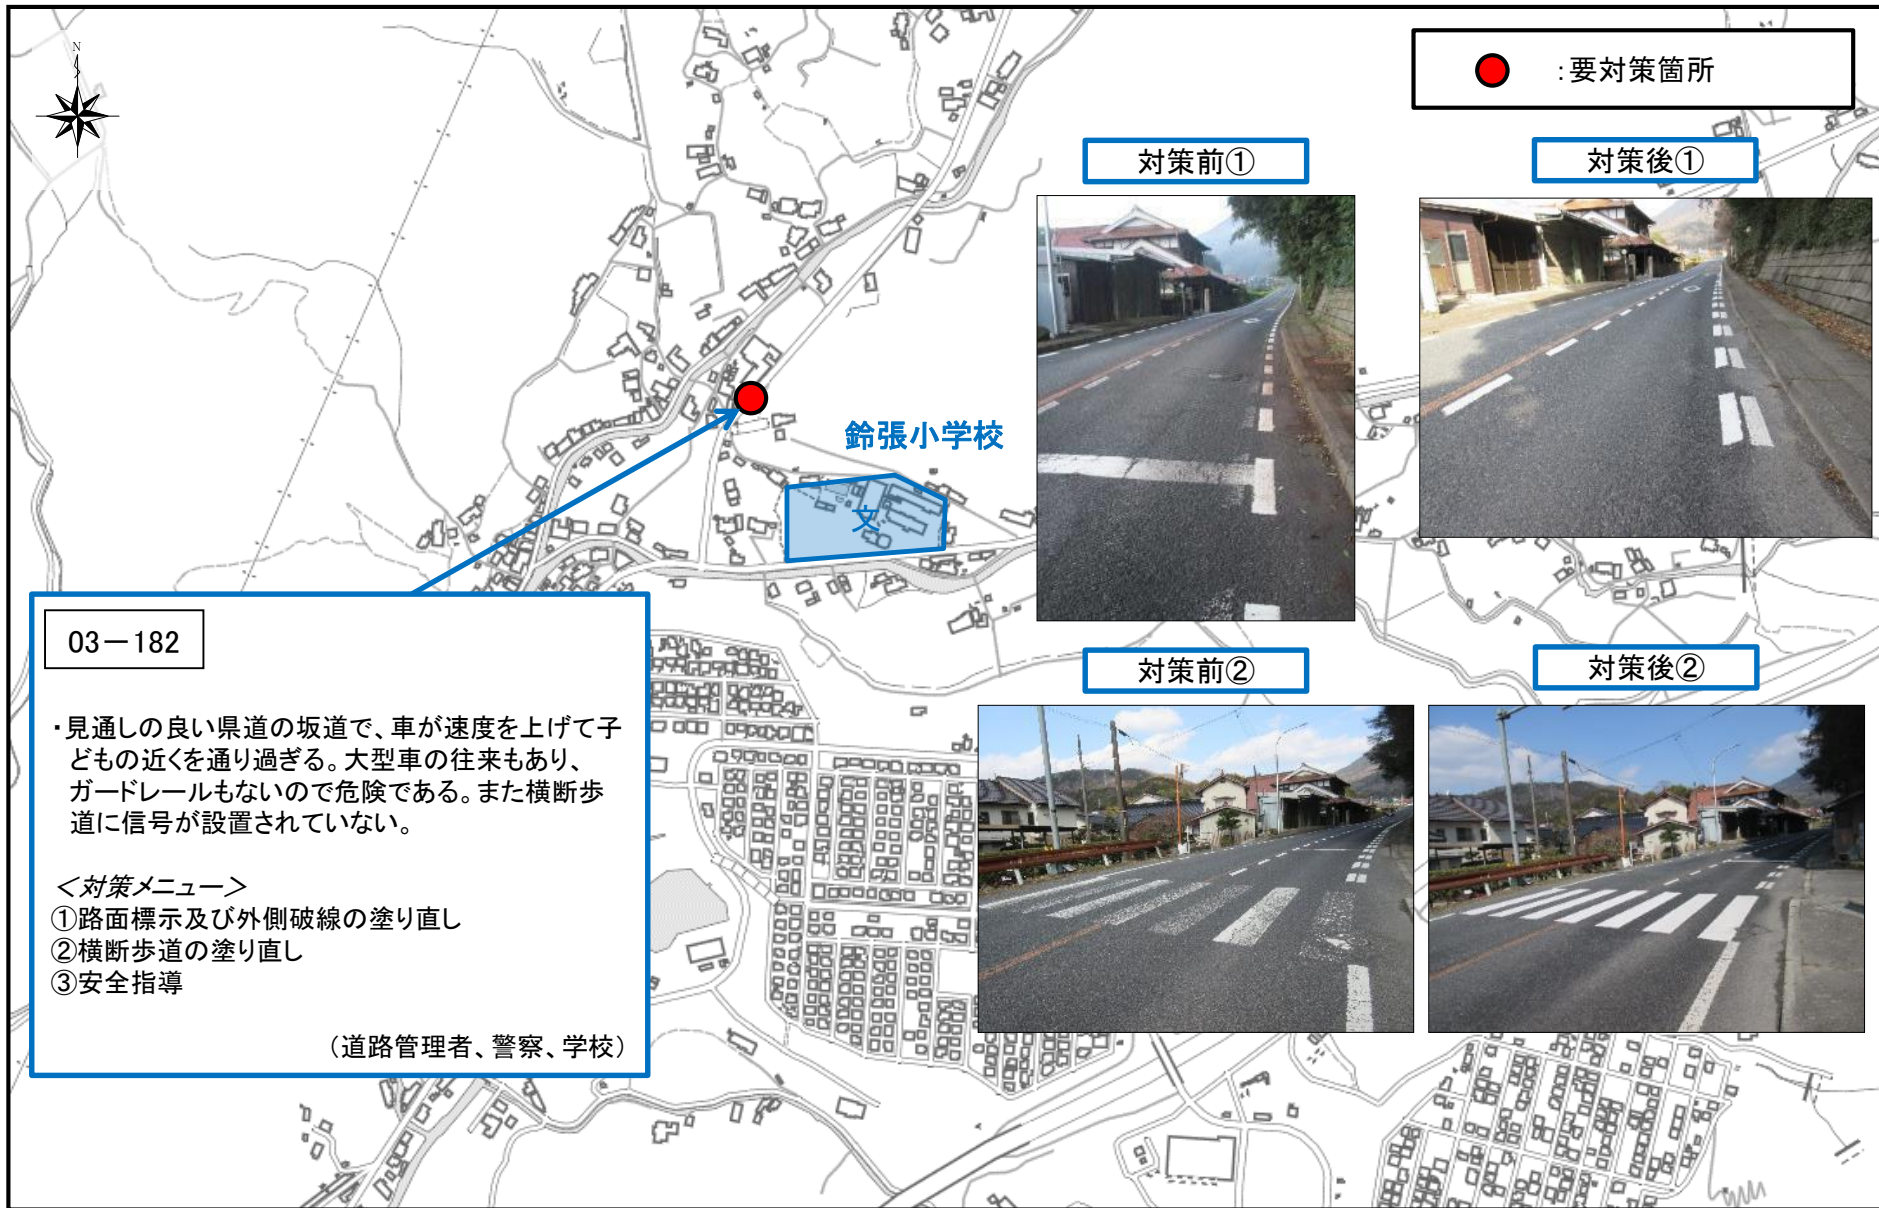 N
：要対策箇所
対策前①
対策後①
鈴張小学校
文
対策前②
対策後②
03－182
・見通しの良い県道の坂道で、車が速度を上げて子
どもの近くを通り過ぎる。大型車の往来もあり、
ガードレールもないので危険である。また横断歩
道に信号が設置されていない。
＜対策メニュー＞
①路面標示及び外側破線の塗り直し
②横断歩道の塗り直し
③安全指導
（道路管理者、警察、学校）